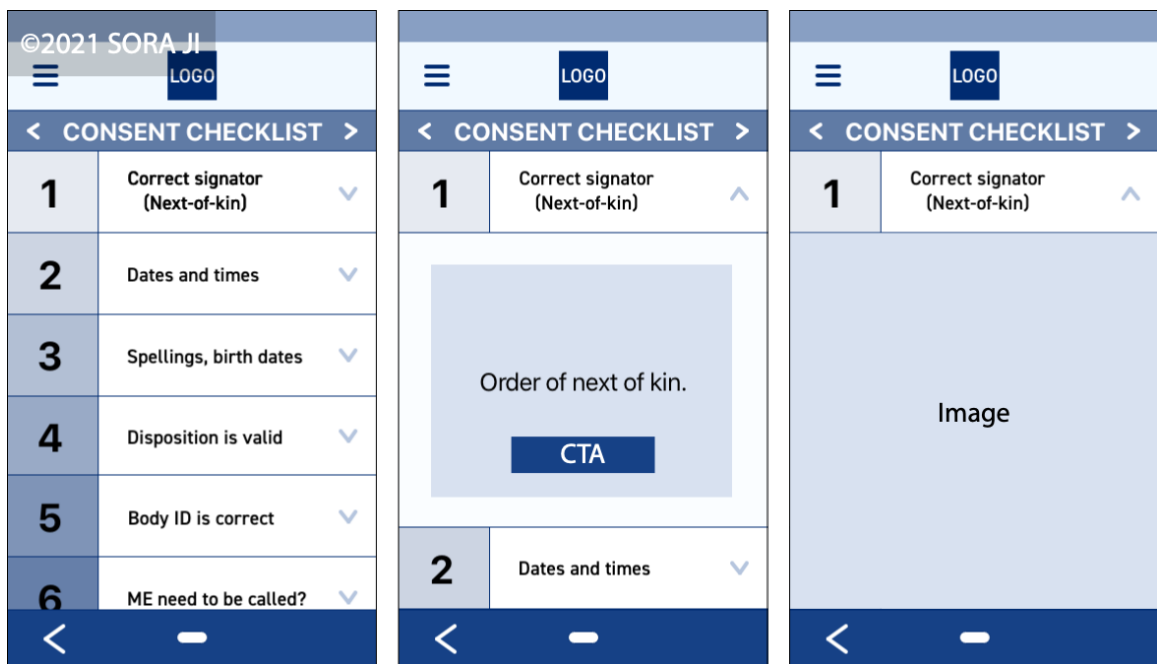 ©2021 SORA JI
LOGO
< CONSENT CHECKLIST >
1
Correct signator
(Next-of-kin)
2
Dates and times
3
Spellings, birth dates
4
Disposition is valid
5
Body ID is correct
6
ME need to be called?
LOGO
< CONSENT CHECKLIST >
1
Correct signator
(Next-of-kin)
Order of next of kin.
CTA
2
Dates and times
LOGO
< CONSENT CHECKLIST >
1
Correct signator
(Next-of-kin)
Image